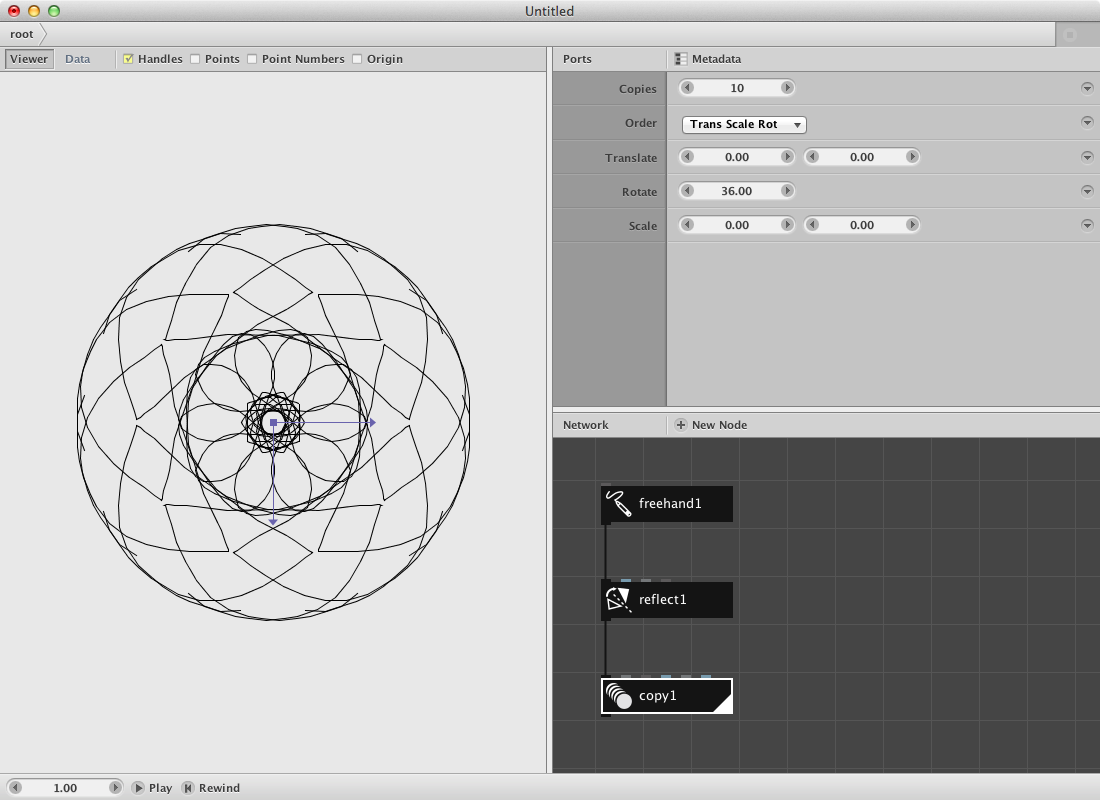 Untitled
root
Viewer Data Handles Points Point Numbers Origin
Ports Metadata
Copies 10
Order Trans Scale Rot
Translate 0.00 0.00
Rotate 36.00
Scale 0.00 0.00
Network New Node
freehand1
reflect1
copy1
1.00 Play Rewind